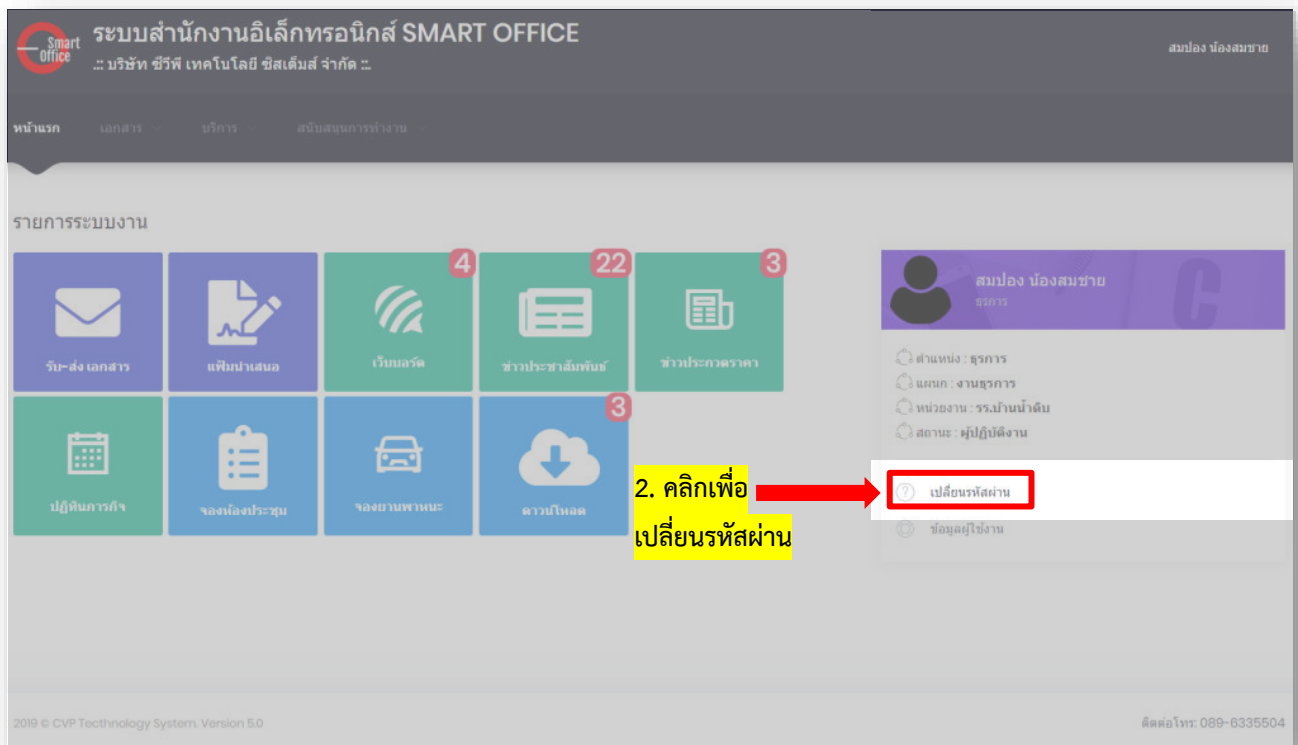 Smart
Office
ระบบสำนักงานอิเล็กทรอนิกส์ SMART OFFICE
.:: บริษัท ซีวีพี เทคโนโลยี ซิสเต็มส์ จำกัด ::.
สมปอง น้องสมชาย
หน้าแรก เอกสาร บริการ สนับสนุนการทำงาน
รายการระบบงาน
4 22 3
รับ-ส่ง เอกสาร แฟ้มนำเสนอ เว็บบอร์ด ข่าวประชาสัมพันธ์ ข่าวประกวดราคา
3
ปฏิทินภารกิจ จองห้องประชุม จองยานพาหนะ ดาวน์โหลด
สมปอง น้องสมชาย
ธุรการ
ตำแหน่ง : ธุรการ
แผนก : งานธุรการ
หน่วยงาน : รร.บ้านน้ำดิบ
สถานะ : ผู้ปฏิบัติงาน
2. คลิกเพื่อ
เปลี่ยนรหัสผ่าน
เปลี่ยนรหัสผ่าน
ข้อมูลผู้ใช้งาน
2019 © CVP Tecthnology System. Version 5.0
ติดต่อโทร: 089-6335504